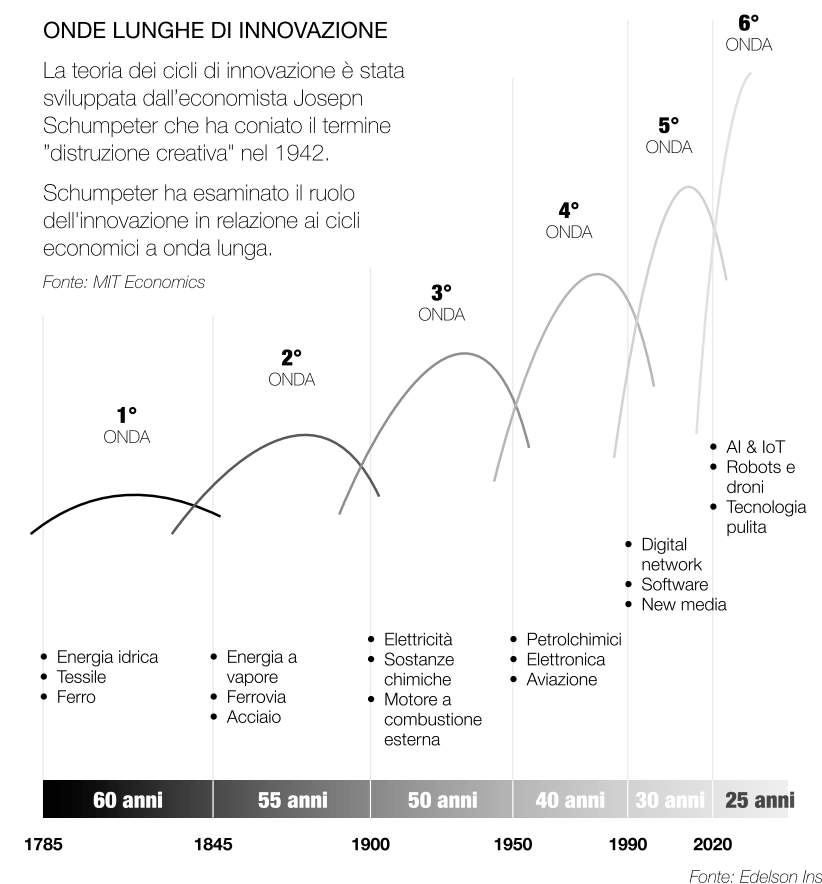 ONDE LUNGHE DI INNOVAZIONE
La teoria dei cicli di innovazione è stata
sviluppata dall'economista Josepn
Schumpeter che ha coniato il termine
"distruzione creativa" nel 1942.
Schumpeter ha esaminato il ruolo
dell'innovazione in relazione ai cicli
economici a onda lunga.
Fonte: MIT Economics
1°
ONDA
2°
ONDA
3°
ONDA
4°
ONDA
5°
ONDA
6°
ONDA
• Energia idrica
• Tessile
• Ferro
• Energia a
vapore
• Ferrovia
• Acciaio
• Elettricità
• Sostanze
chimiche
• Motore a
combustione
esterna
• Petrolchimici
• Elettronica
• Aviazione
• Digital
network
• Software
• New media
• AI & IoT
• Robots e
droni
• Tecnologia
pulita
60 anni
55 anni
50 anni
40 anni
30 anni
25 anni
1785
1845
1900
1950
1990
2020
Fonte: Edelson Ins